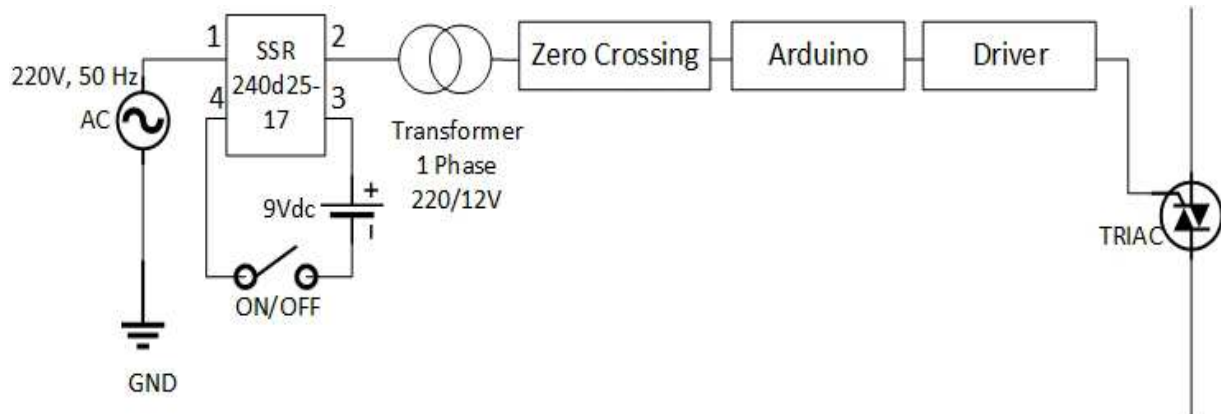 220V, 50 Hz
AC
GND
1
SSR
2
240d25-
4
3
17
9Vdc
+
-
ON/OFF
Transformer
1 Phase
220/12V
Zero Crossing
Arduino
Driver
TRIAC